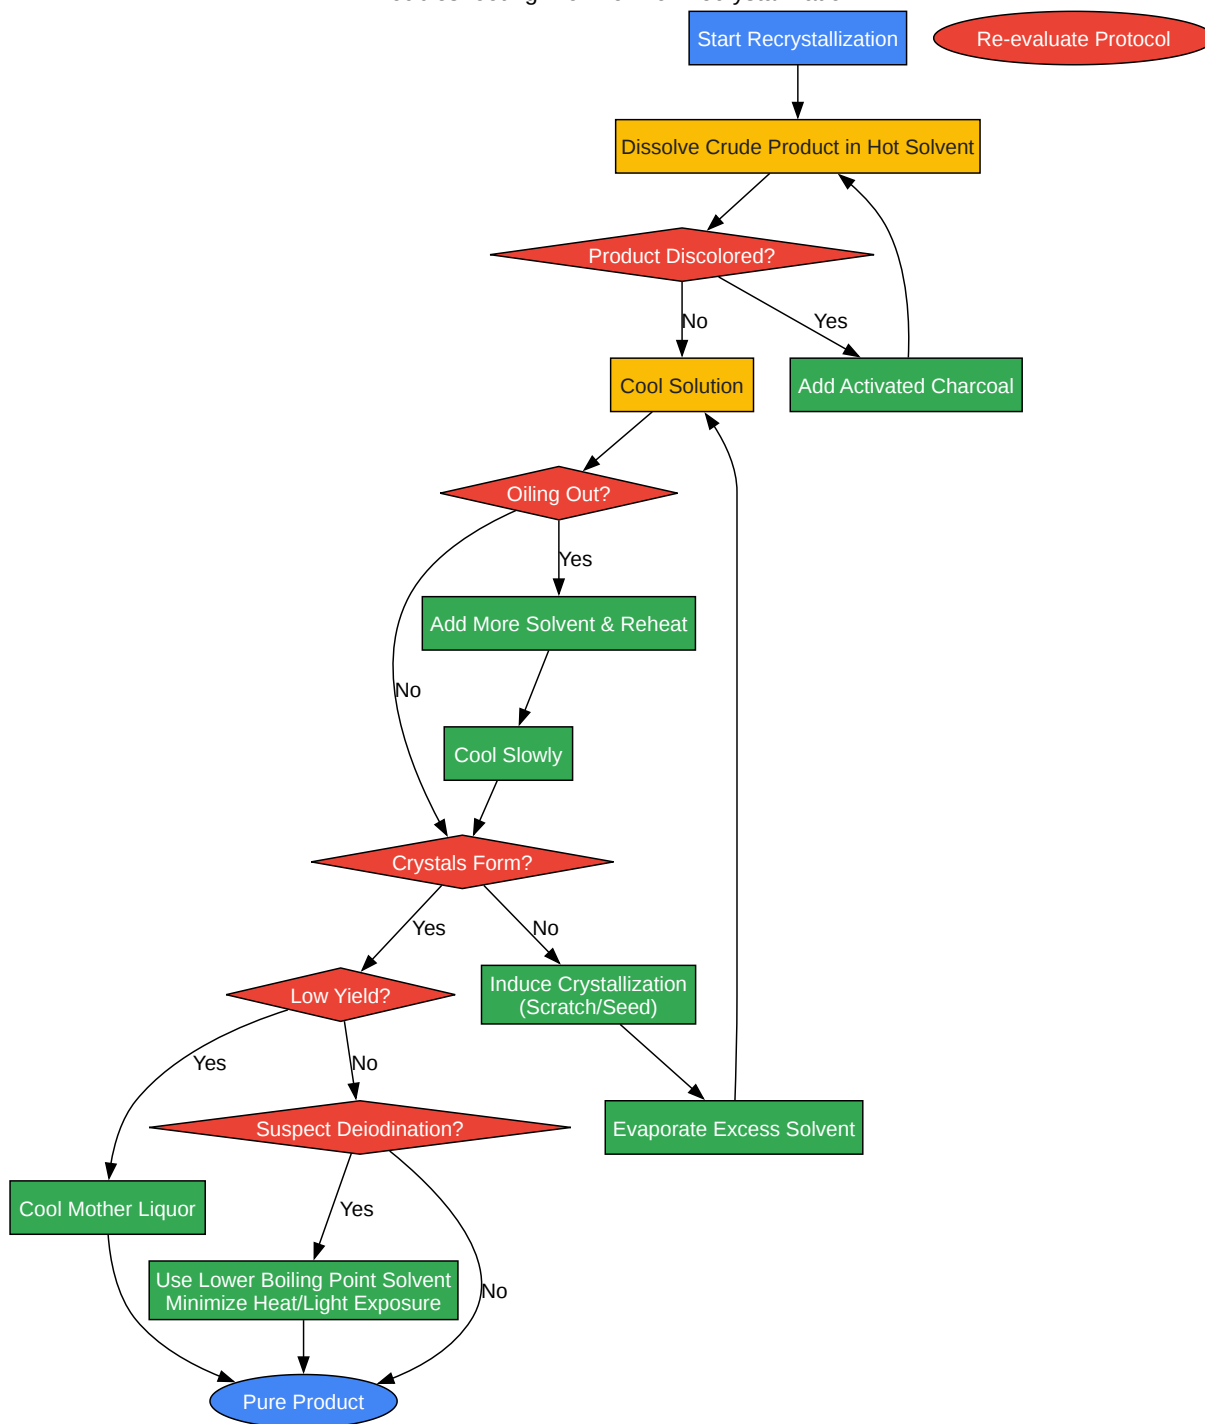 Start Recrystallization
Re-evaluate Protocol
Dissolve Crude Product in Hot Solvent
Product Discolored?
No
Yes
Cool Solution
Add Activated Charcoal
Oiling Out?
Yes
Add More Solvent & Reheat
No
Cool Slowly
Crystals Form?
Yes
No
Low Yield?
Induce Crystallization
(Scratch/Seed)
Yes
No
Suspect Deiodination?
Evaporate Excess Solvent
Cool Mother Liquor
Yes
Use Lower Boiling Point Solvent
Minimize Heat/Light Exposure
No
Pure Product